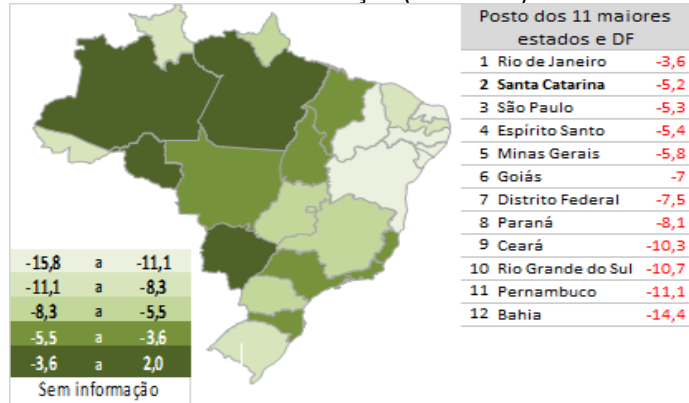 Posto dos 11 maiores
estados e DF
1 Rio de Janeiro -3,6
2 Santa Catarina -5,2
3 São Paulo -5,3
4 Espírito Santo -5,4
5 Minas Gerais -5,8
6 Goiás -7
7 Distrito Federal -7,5
8 Paraná -8,1
9 Ceará -10,3
10 Rio Grande do Sul -10,7
11 Pernambuco -11,1
12 Bahia -14,4
-15,8 a -11,1
-11,1 a -8,3
-8,3 a -5,5
-5,5 a -3,6
-3,6 a 2,0
Sem informação